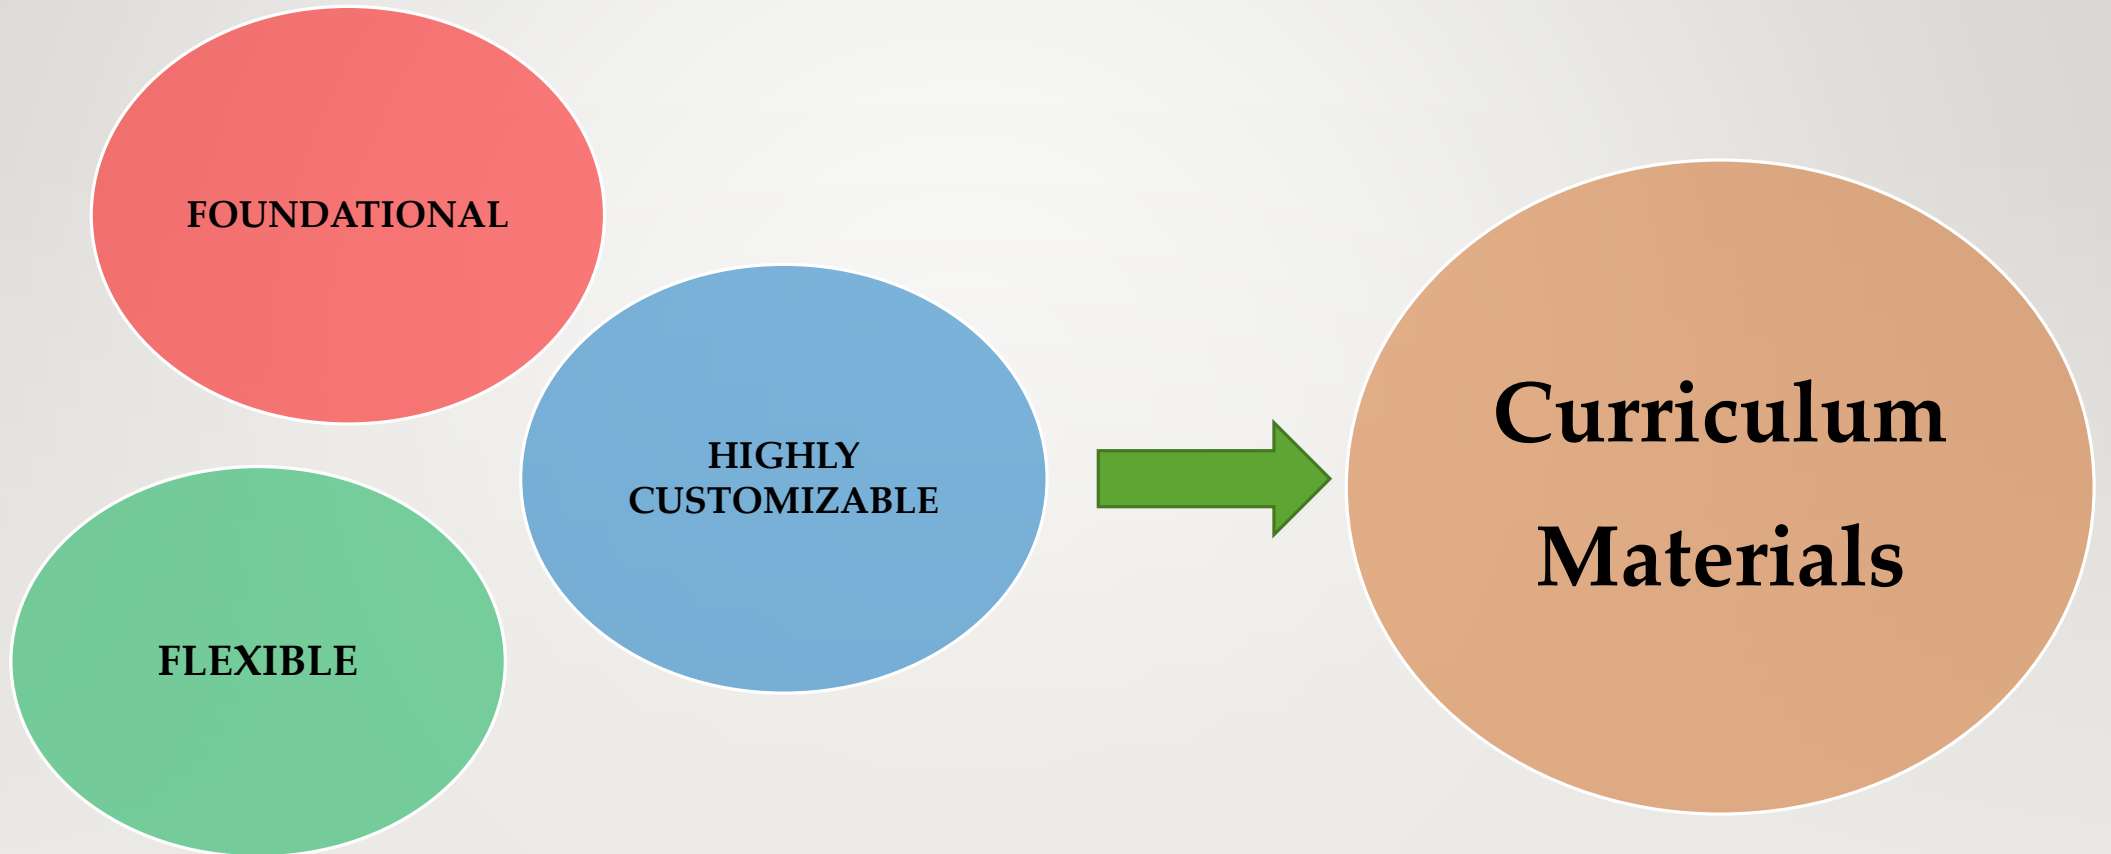 FOUNDATIONAL
HIGHLY
CUSTOMIZABLE
FLEXIBLE
Curriculum
Materials